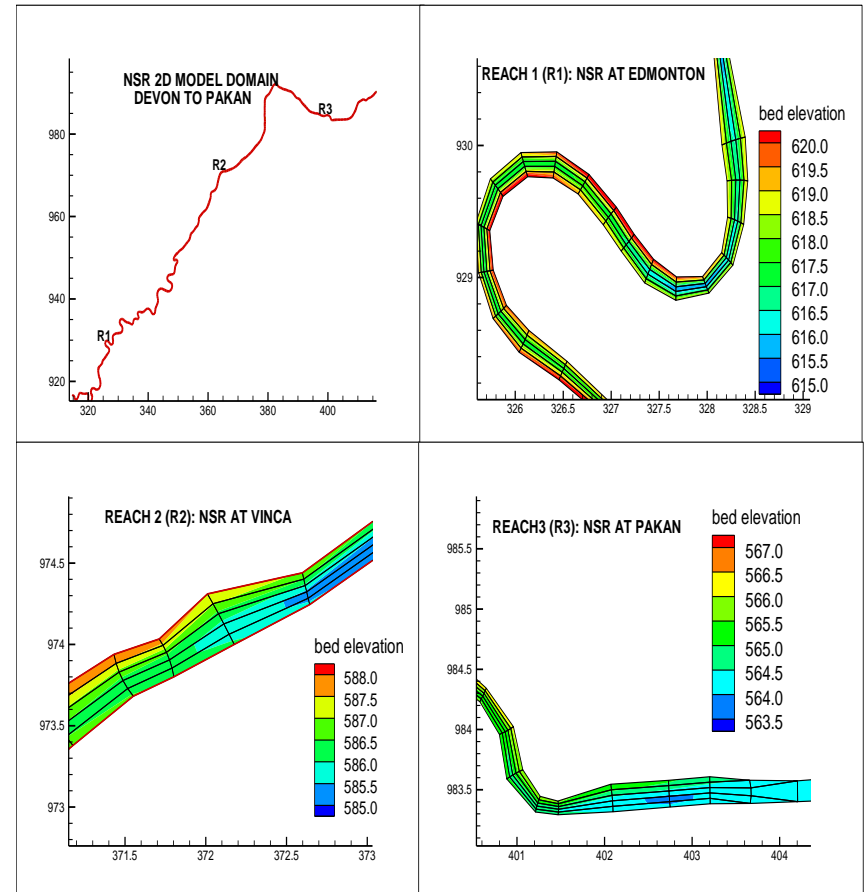 NSR 2D MODEL DOMAIN
DEVON TO PAKAN
R3
R2
R1
980
960
940
920
320 340 360 380 400
REACH 1 (R1): NSR AT EDMONTON
bed elevation
620.0
619.5
619.0
618.5
618.0
617.5
617.0
616.5
616.0
615.5
615.0
930
929
326 326.5 327 327.5 328 328.5 329
REACH 2 (R2): NSR AT VINCA
974.5
974
973.5
973
bed elevation
588.0
587.5
587.0
586.5
586.0
585.5
585.0
371.5 372 372.5 373
REACH3 (R3): NSR AT PAKAN
bed elevation
567.0
566.5
566.0
565.5
565.0
564.5
564.0
563.5
985.5
985
984.5
984
983.5
401 402 403 404